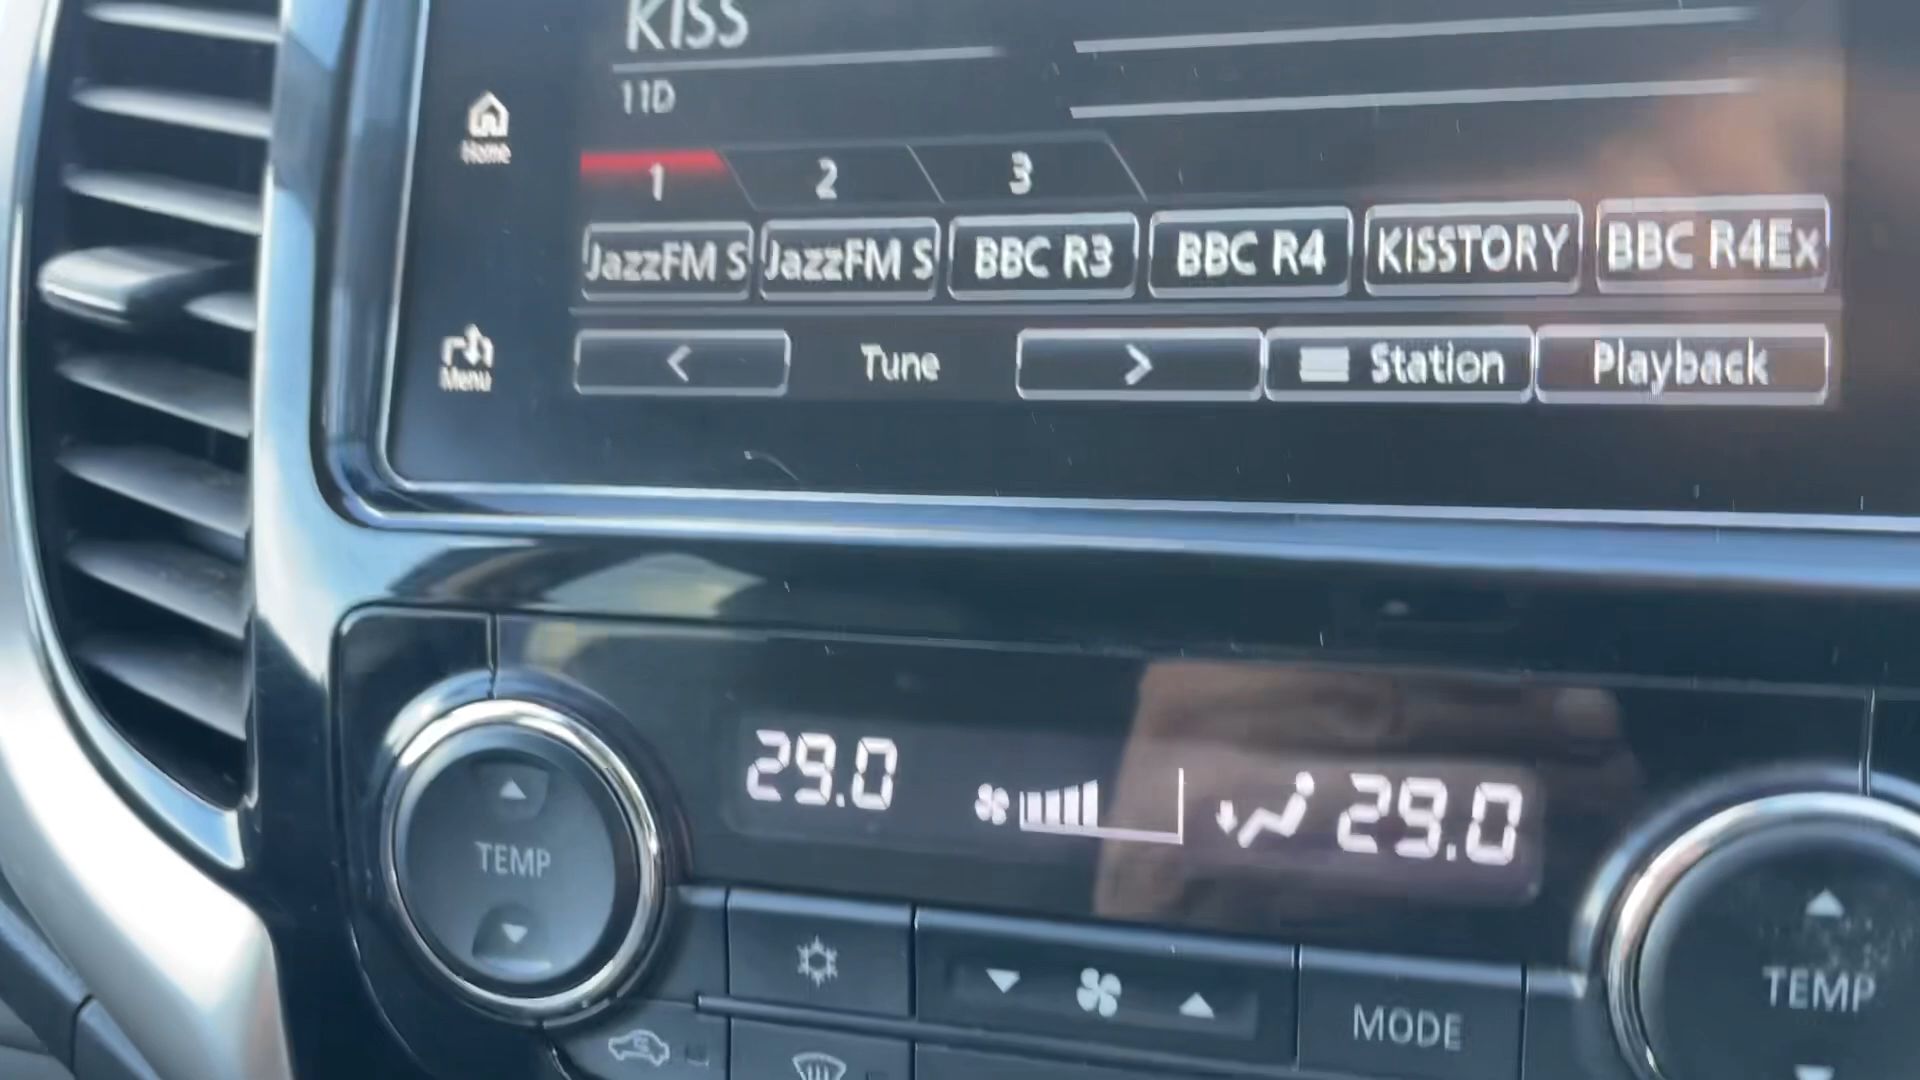 KISS
11D
Home
1 2 3
JazzFM S JazzFM S BBC R3 BBC R4 KISSTORY BBC R4Ex
Menu
< Tune > Station Playback
29.0 29.0
TEMP
TEMP
MODE